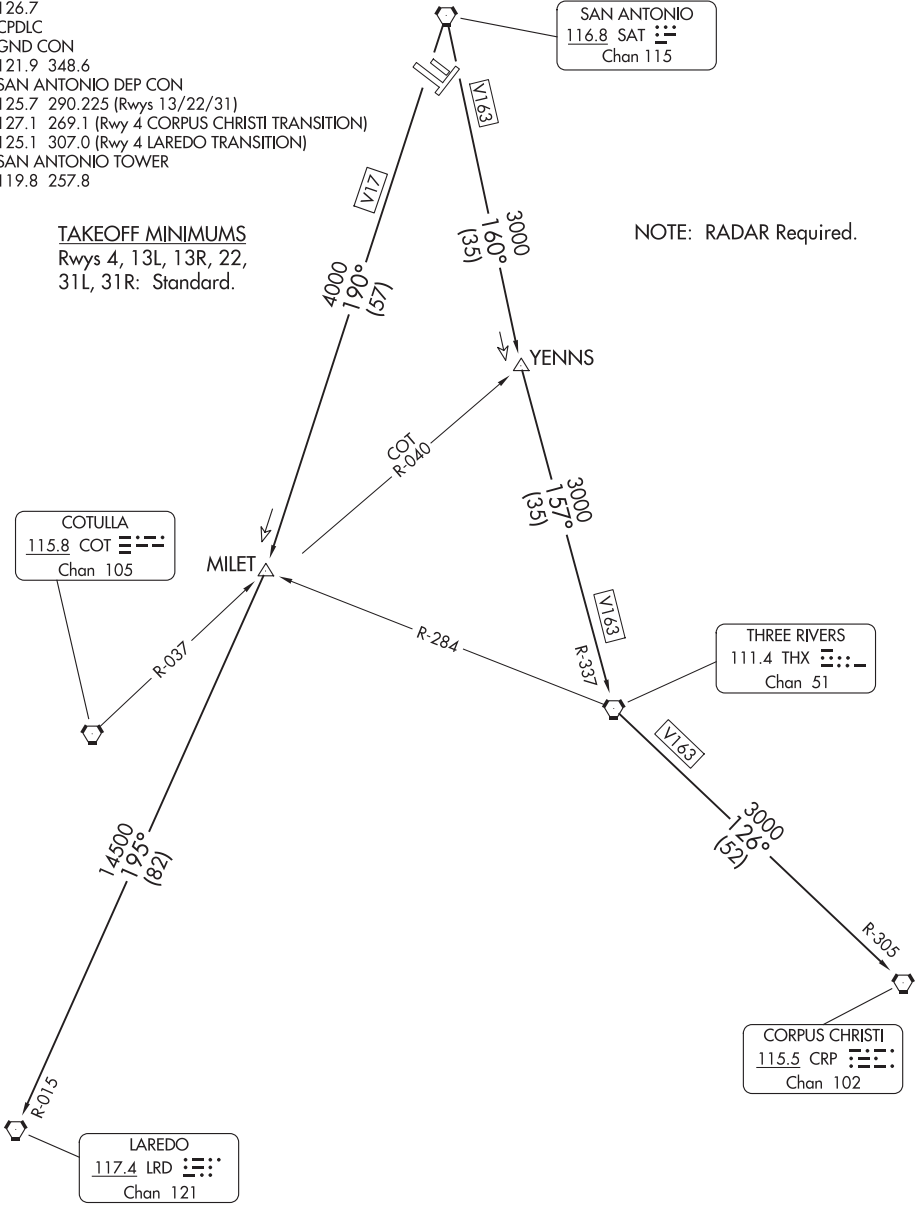 126.7
CPDLC
GND CON
121.9 348.6
SAN ANTONIO DEP CON
125.7 290.225 (Rwys 13/22/31)
127.1 269.1 (Rwy 4 CORPUS CHRISTI TRANSITION)
125.1 307.0 (Rwy 4 LAREDO TRANSITION)
SAN ANTONIO TOWER
119.8 257.8
SAN ANTONIO
116.8 SAT
Chan 115
TAKEOFF MINIMUMS
Rwys 4, 13L, 13R, 22,
31L, 31R: Standard.
NOTE: RADAR Required.
V163
V17
3000
160°
(35)
4000
190°
(57)
YENNS
COT
R-040
3000
157°
(35)
COTULLA
115.8 COT
Chan 105
MILET
R-037
R-284
V163
R-337
THREE RIVERS
111.4 THX
Chan 51
V163
3000
126°
(52)
14500
195°
(82)
R-305
CORPUS CHRISTI
115.5 CRP
Chan 102
R-015
LAREDO
117.4 LRD
Chan 121